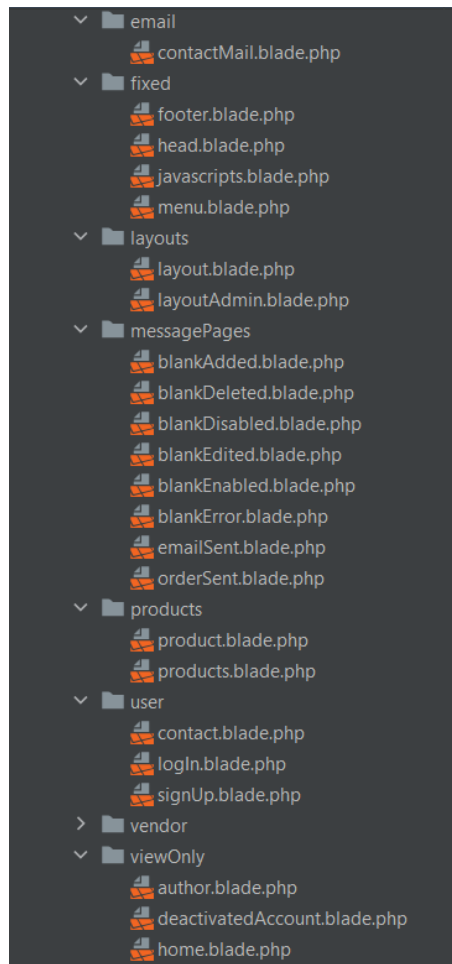 email
contactMail.blade.php
fixed
footer.blade.php
head.blade.php
javascripts.blade.php
menu.blade.php
layouts
layout.blade.php
layoutAdmin.blade.php
messagePages
blankAdded.blade.php
blankDeleted.blade.php
blankDisabled.blade.php
blankEdited.blade.php
blankEnabled.blade.php
blankError.blade.php
emailSent.blade.php
orderSent.blade.php
products
product.blade.php
products.blade.php
user
contact.blade.php
logIn.blade.php
signUp.blade.php
vendor
viewOnly
author.blade.php
deactivatedAccount.blade.php
home.blade.php